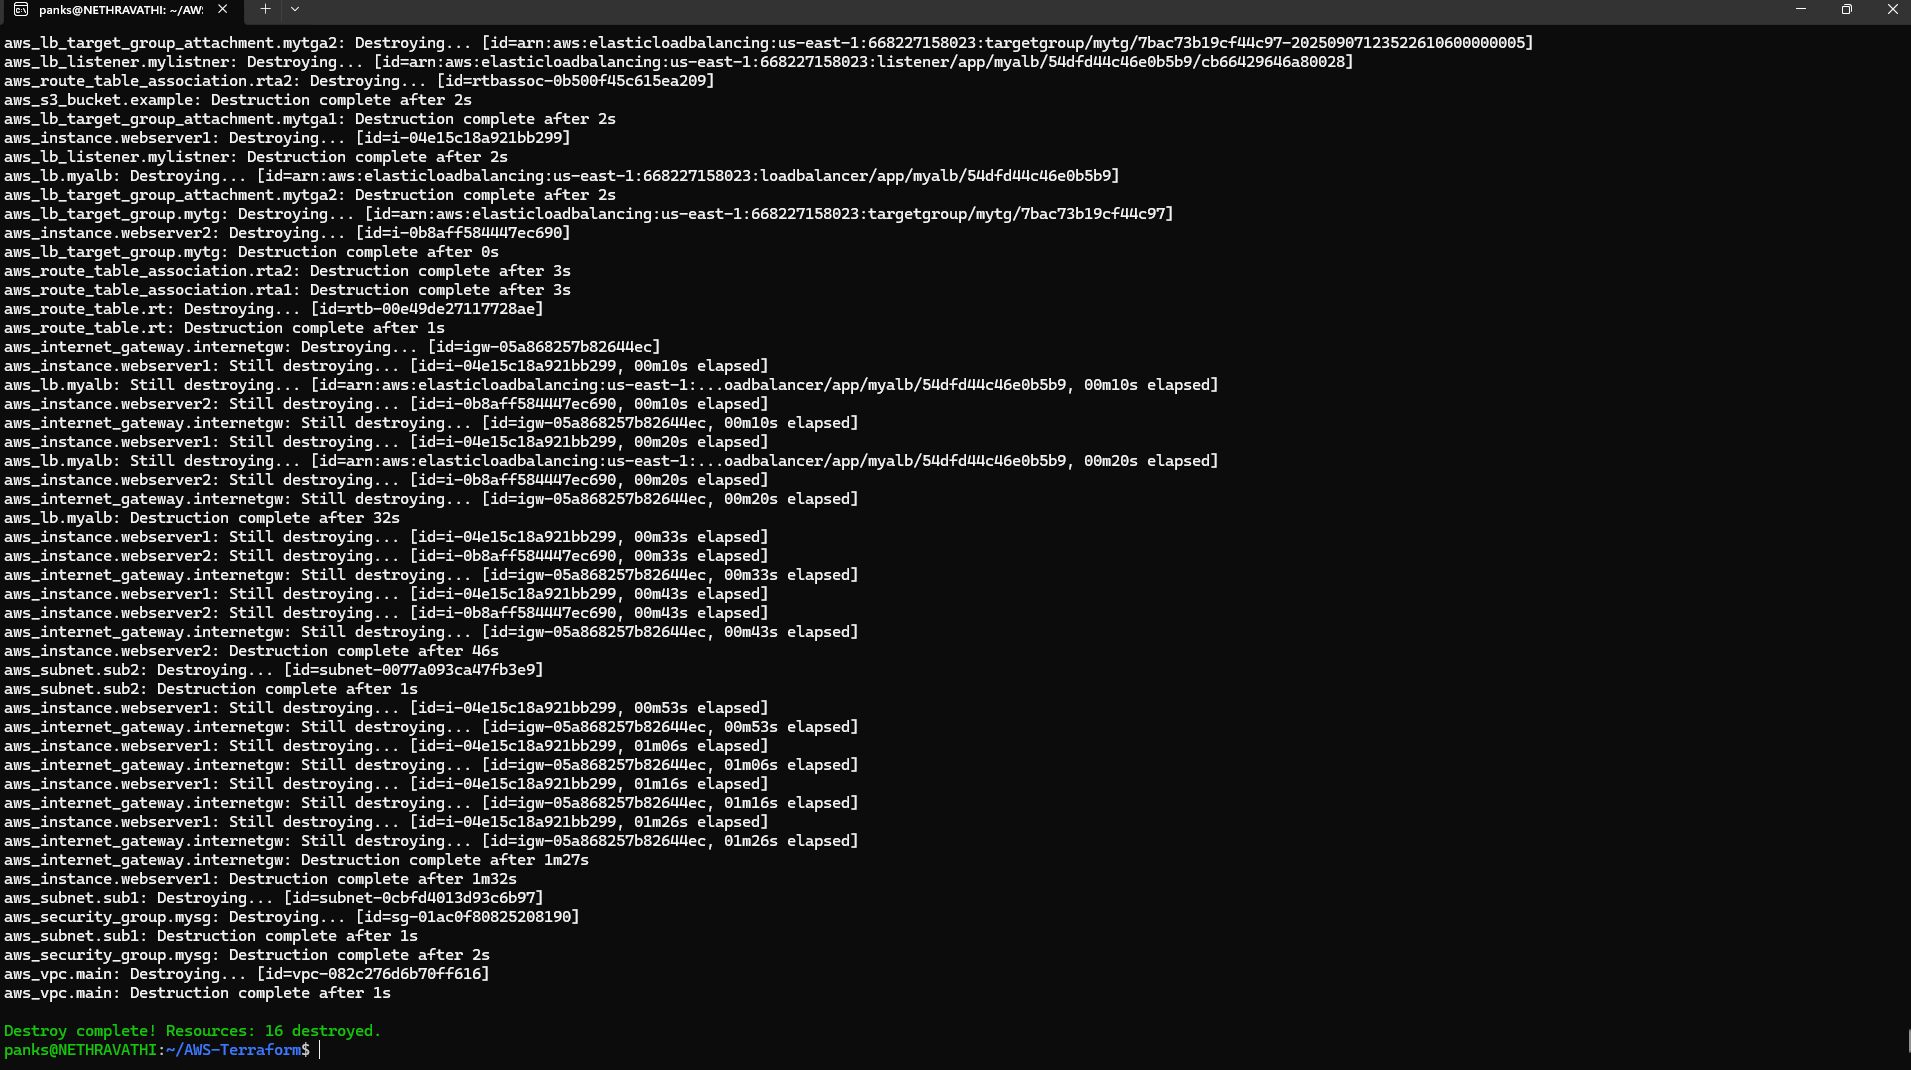 panks@NETHRAVATHI: ~/AWS
aws_lb_target_group_attachment.mytga2: Destroying... [id=arn:aws:elasticloadbalancing:us-east-1:668227158023:targetgroup/mytg/7bac73b19cf44c97-20250907123522610600000005]
aws_lb_listener.mylistner: Destroying... [id=arn:aws:elasticloadbalancing:us-east-1:668227158023:listener/app/myalb/54dfd44c46e0b5b9/cb66429646a80028]
aws_route_table_association.rta2: Destroying... [id=rtbassoc-0b500f45c615ea209]
aws_s3_bucket.example: Destruction complete after 2s
aws_lb_target_group_attachment.mytga1: Destruction complete after 2s
aws_instance.webserver1: Destroying... [id=i-04e15c18a921bb299]
aws_lb_listener.mylistner: Destruction complete after 2s
aws_lb.myalb: Destroying... [id=arn:aws:elasticloadbalancing:us-east-1:668227158023:loadbalancer/app/myalb/54dfd44c46e0b5b9]
aws_lb_target_group_attachment.mytga2: Destruction complete after 2s
aws_lb_target_group.mytg: Destroying... [id=arn:aws:elasticloadbalancing:us-east-1:668227158023:targetgroup/mytg/7bac73b19cf44c97]
aws_instance.webserver2: Destroying... [id=i-0b8aff584447ec690]
aws_lb_target_group.mytg: Destruction complete after 0s
aws_route_table_association.rta2: Destruction complete after 3s
aws_route_table_association.rta1: Destruction complete after 3s
aws_route_table.rt: Destroying... [id=rtb-00e49de27117728ae]
aws_route_table.rt: Destruction complete after 1s
aws_internet_gateway.internetgw: Destroying... [id=igw-05a868257b82644ec]
aws_instance.webserver1: Still destroying... [id=i-04e15c18a921bb299, 00m10s elapsed]
aws_lb.myalb: Still destroying... [id=arn:aws:elasticloadbalancing:us-east-1:...oadbalancer/app/myalb/54dfd44c46e0b5b9, 00m10s elapsed]
aws_instance.webserver2: Still destroying... [id=i-0b8aff584447ec690, 00m10s elapsed]
aws_internet_gateway.internetgw: Still destroying... [id=igw-05a868257b82644ec, 00m10s elapsed]
aws_instance.webserver1: Still destroying... [id=i-04e15c18a921bb299, 00m20s elapsed]
aws_lb.myalb: Still destroying... [id=arn:aws:elasticloadbalancing:us-east-1:...oadbalancer/app/myalb/54dfd44c46e0b5b9, 00m20s elapsed]
aws_instance.webserver2: Still destroying... [id=i-0b8aff584447ec690, 00m20s elapsed]
aws_internet_gateway.internetgw: Still destroying... [id=igw-05a868257b82644ec, 00m20s elapsed]
aws_lb.myalb: Destruction complete after 32s
aws_instance.webserver1: Still destroying... [id=i-04e15c18a921bb299, 00m33s elapsed]
aws_instance.webserver2: Still destroying... [id=i-0b8aff584447ec690, 00m33s elapsed]
aws_internet_gateway.internetgw: Still destroying... [id=igw-05a868257b82644ec, 00m33s elapsed]
aws_instance.webserver1: Still destroying... [id=i-04e15c18a921bb299, 00m43s elapsed]
aws_instance.webserver2: Still destroying... [id=i-0b8aff584447ec690, 00m43s elapsed]
aws_internet_gateway.internetgw: Still destroying... [id=igw-05a868257b82644ec, 00m43s elapsed]
aws_instance.webserver2: Destruction complete after 46s
aws_subnet.sub2: Destroying... [id=subnet-0077a093ca47fb3e9]
aws_subnet.sub2: Destruction complete after 1s
aws_instance.webserver1: Still destroying... [id=i-04e15c18a921bb299, 00m53s elapsed]
aws_internet_gateway.internetgw: Still destroying... [id=igw-05a868257b82644ec, 00m53s elapsed]
aws_instance.webserver1: Still destroying... [id=i-04e15c18a921bb299, 01m06s elapsed]
aws_internet_gateway.internetgw: Still destroying... [id=igw-05a868257b82644ec, 01m06s elapsed]
aws_instance.webserver1: Still destroying... [id=i-04e15c18a921bb299, 01m16s elapsed]
aws_internet_gateway.internetgw: Still destroying... [id=igw-05a868257b82644ec, 01m16s elapsed]
aws_instance.webserver1: Still destroying... [id=i-04e15c18a921bb299, 01m26s elapsed]
aws_internet_gateway.internetgw: Still destroying... [id=igw-05a868257b82644ec, 01m26s elapsed]
aws_internet_gateway.internetgw: Destruction complete after 1m27s
aws_instance.webserver1: Destruction complete after 1m32s
aws_subnet.sub1: Destroying... [id=subnet-0cbfd4013d93c6b97]
aws_security_group.mysg: Destroying... [id=sg-01ac0f80825208190]
aws_subnet.sub1: Destruction complete after 1s
aws_security_group.mysg: Destruction complete after 2s
aws_vpc.main: Destroying... [id=vpc-082c276d6b70ff616]
aws_vpc.main: Destruction complete after 1s
Destroy complete! Resources: 16 destroyed.
panks@NETHRAVATHI:~/AWS-Terraform$